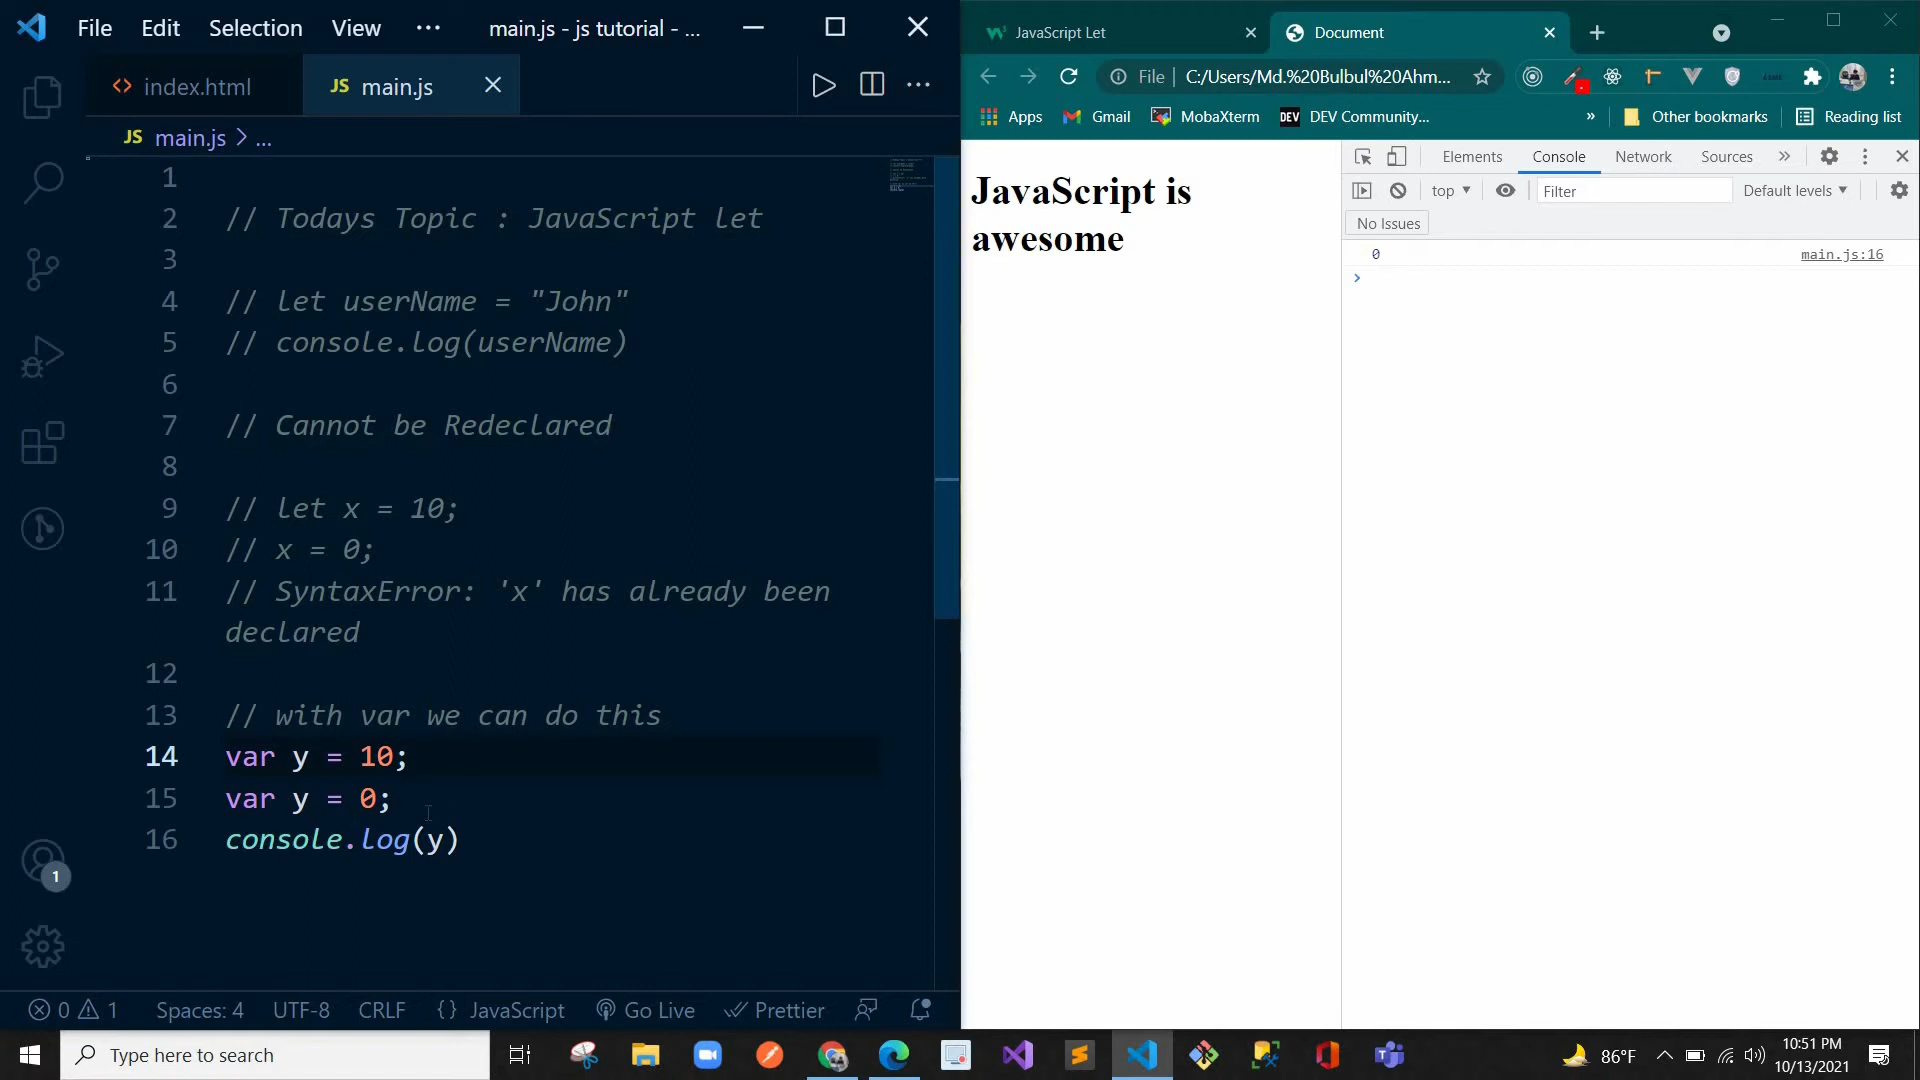 File Edit Selection View ··· main.js - js tutorial - ...
index.html JS main.js
JS main.js > ...
1
2 // Todays Topic : JavaScript let
3
4 // let userName = "John"
5 // console.log(userName)
6
7 // Cannot be Redeclared
8
9 // let x = 10;
10 // x = 0;
11 // SyntaxError: 'x' has already been
declared
12
13 // with var we can do this
14 var y = 10;
15 var y = 0;
16 console.log(y)
1
0 1 Spaces: 4 UTF-8 CRLF {} JavaScript Go Live Prettier
JavaScript Let Document
File C:/Users/Md.%20Bulbul%20Ahm...
Apps Gmail MobaXterm DEV DEV Community... » Other bookmarks Reading list
JavaScript is
awesome
Elements Console Network Sources »
top Filter Default levels
No Issues
0 main.js:16
>
Type here to search
86°F 10:51 PM
10/13/2021